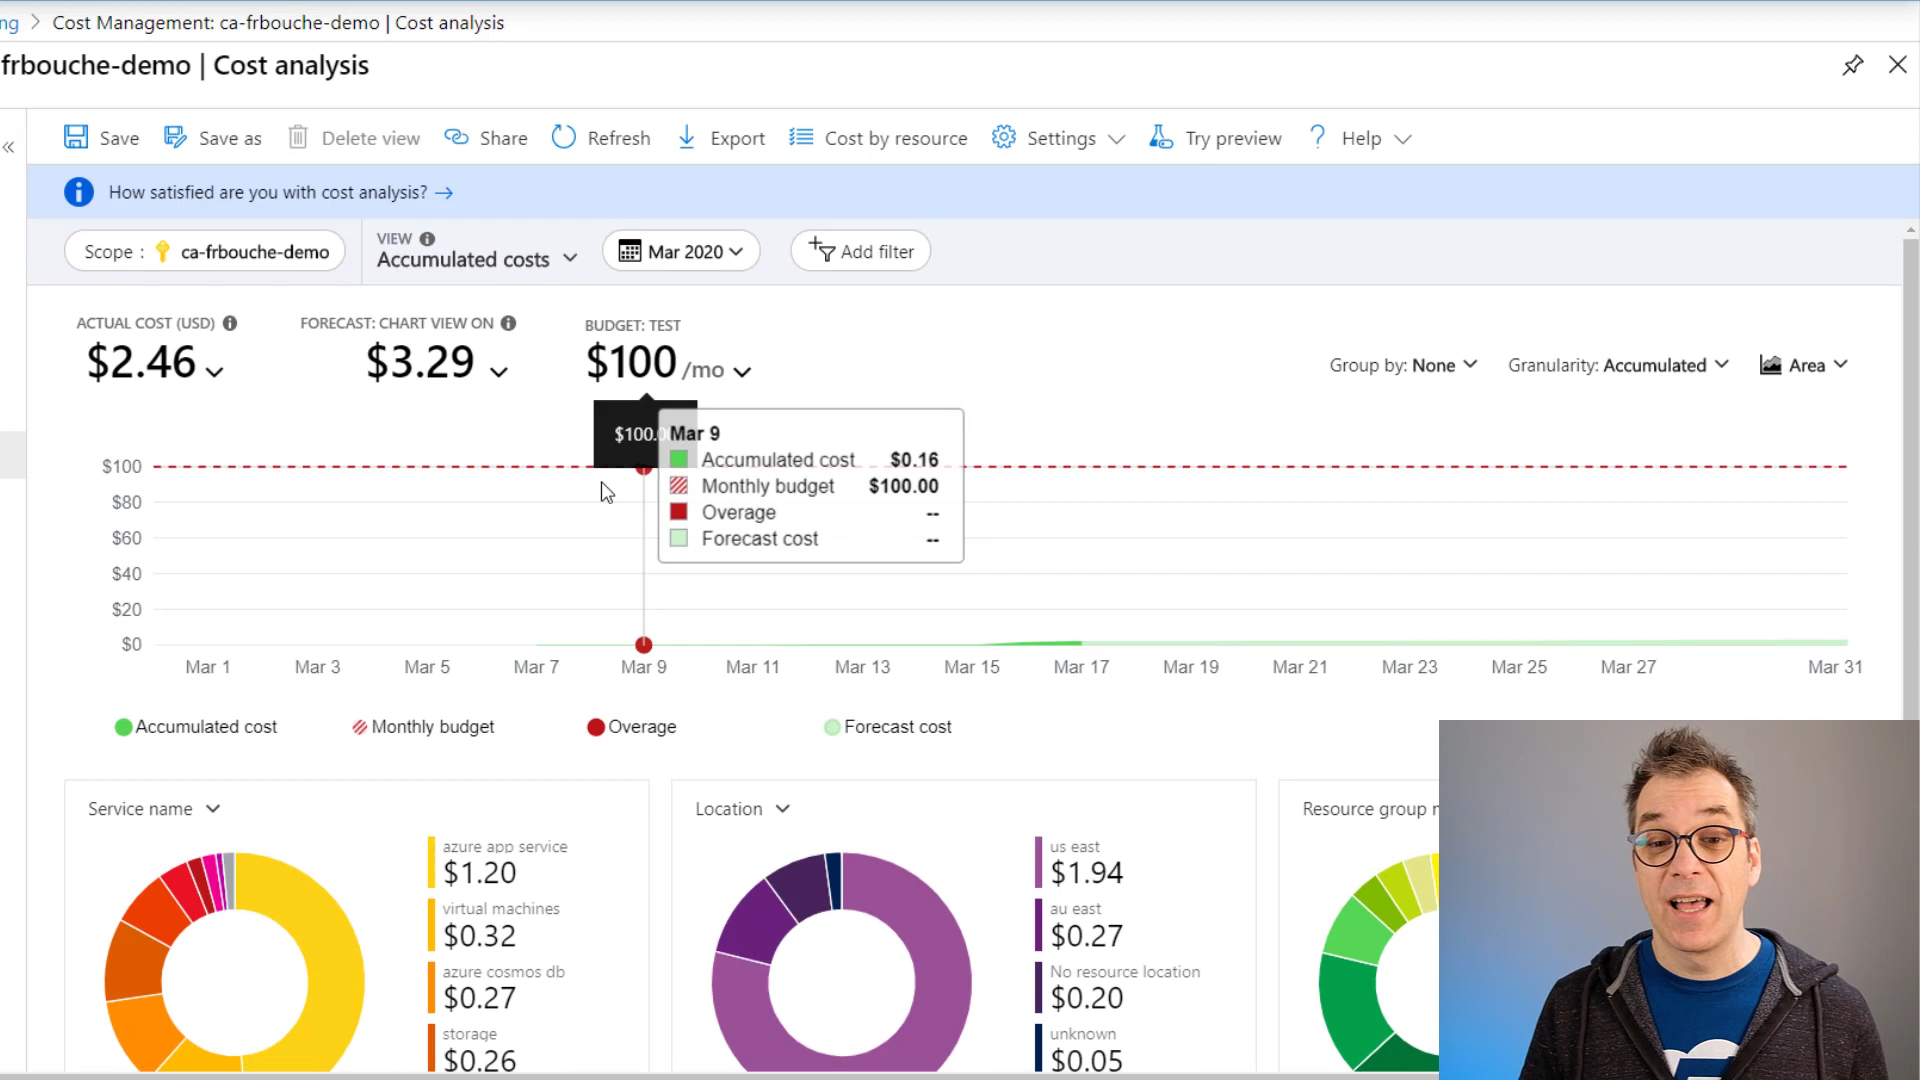 ng > Cost Management: ca-frbouche-demo | Cost analysis
frbouche-demo | Cost analysis
Save Save as Delete view Share Refresh Export Cost by resource Settings Try preview ? Help
How satisfied are you with cost analysis? →
Scope : ca-frbouche-demo
VIEW
Accumulated costs
Mar 2020
Add filter
ACTUAL COST (USD)
$2.46
FORECAST: CHART VIEW ON
$3.29
BUDGET: TEST
$100 /mo
Group by: None
Granularity: Accumulated
Area
$100.
Mar 9
Accumulated cost $0.16
Monthly budget $100.00
Overage --
Forecast cost --
$100
$80
$60
$40
$20
$0
Mar 1 Mar 3 Mar 5 Mar 7 Mar 9 Mar 11 Mar 13 Mar 15 Mar 17 Mar 19 Mar 21 Mar 23 Mar 25 Mar 27 Mar 31
Accumulated cost Monthly budget Overage Forecast cost
Service name
azure app service
$1.20
virtual machines
$0.32
azure cosmos db
$0.27
storage
$0.26
Location
us east
$1.94
au east
$0.27
No resource location
$0.20
unknown
$0.05
Resource group